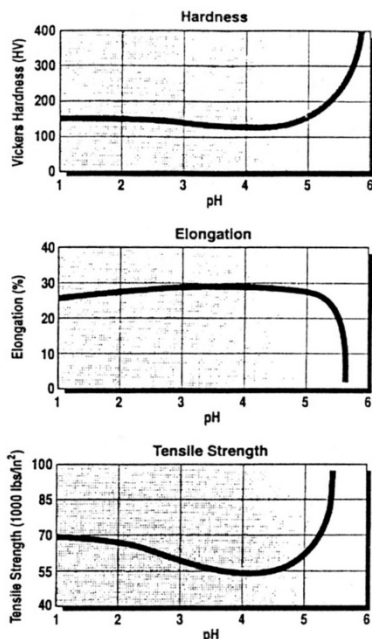 Hardness
Vickers Hardness (HV)
400
300
200
100
0
1 2 3 4 5 6
pH
Elongation
Elongation (%)
40
30
20
10
0
1 2 3 4 5 6
pH
Tensile Strength
Tensile Strength (1000 lbs/in²)
100
85
70
55
40
1 2 3 4 5 6
pH